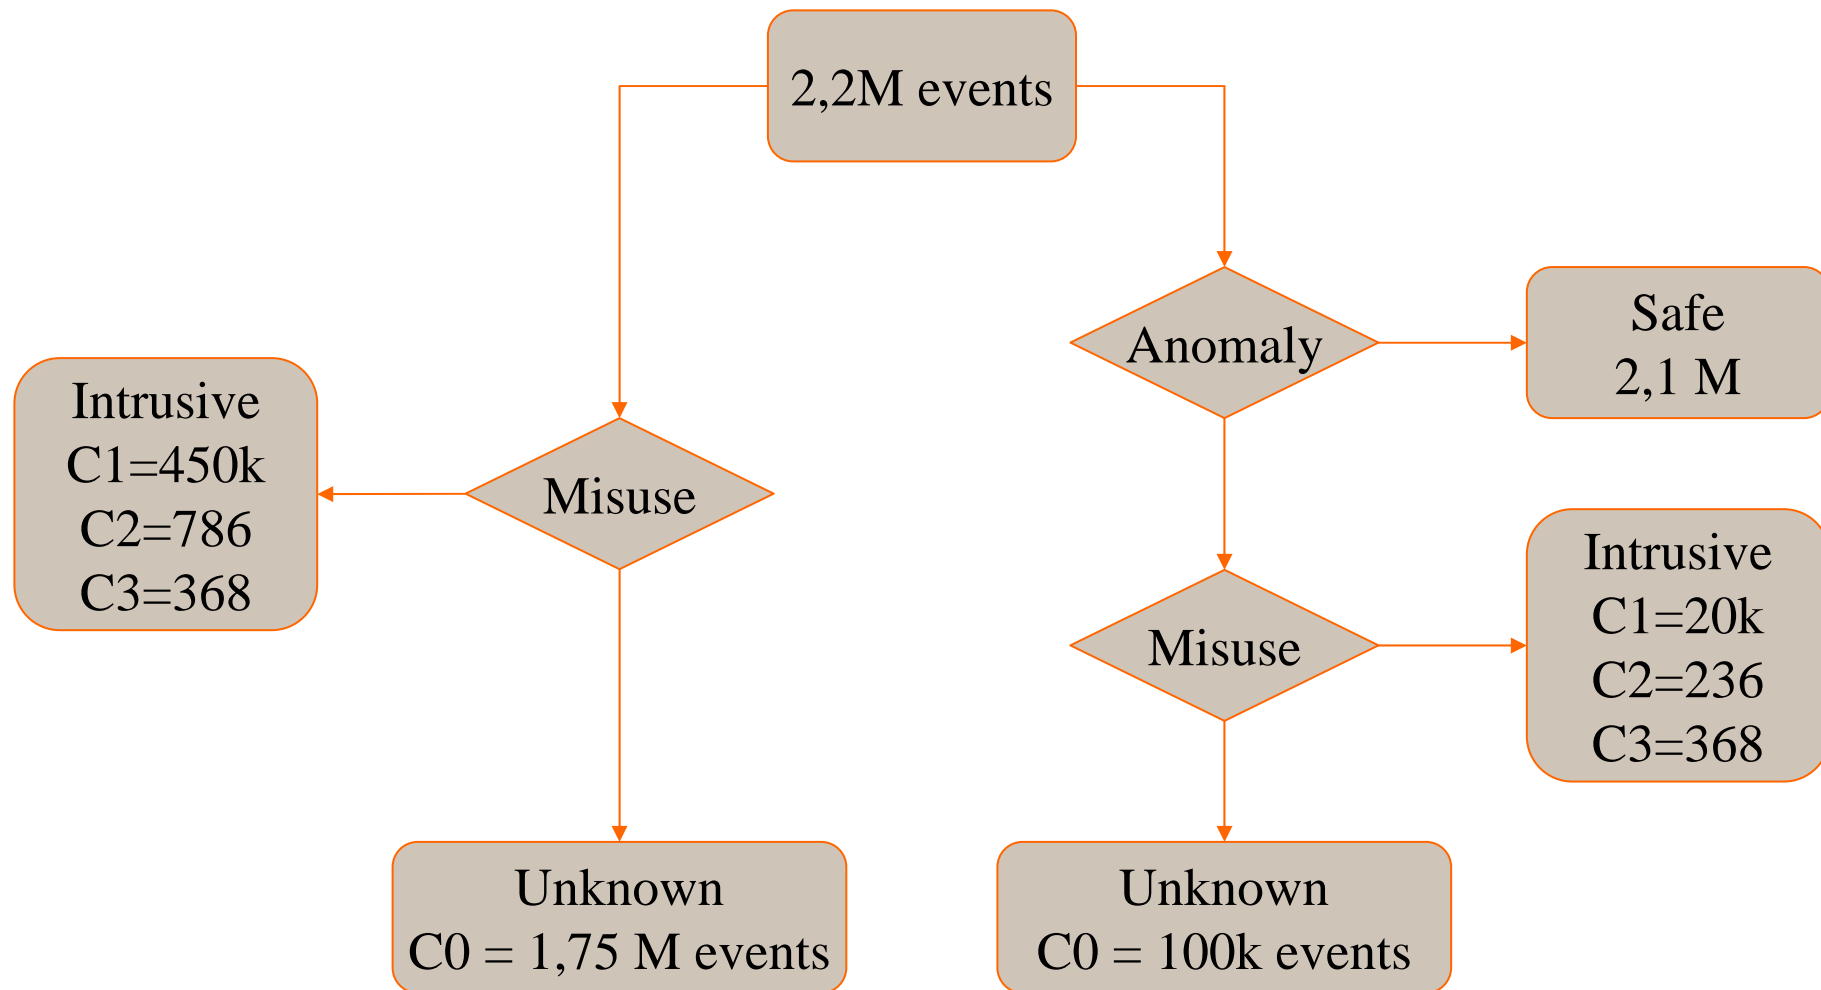 2,2M events
Anomaly
Safe
2,1 M
Intrusive
C1=450k
C2=786
C3=368
Misuse
Misuse
Intrusive
C1=20k
C2=236
C3=368
Unknown
C0 = 1,75 M events
Unknown
C0 = 100k events